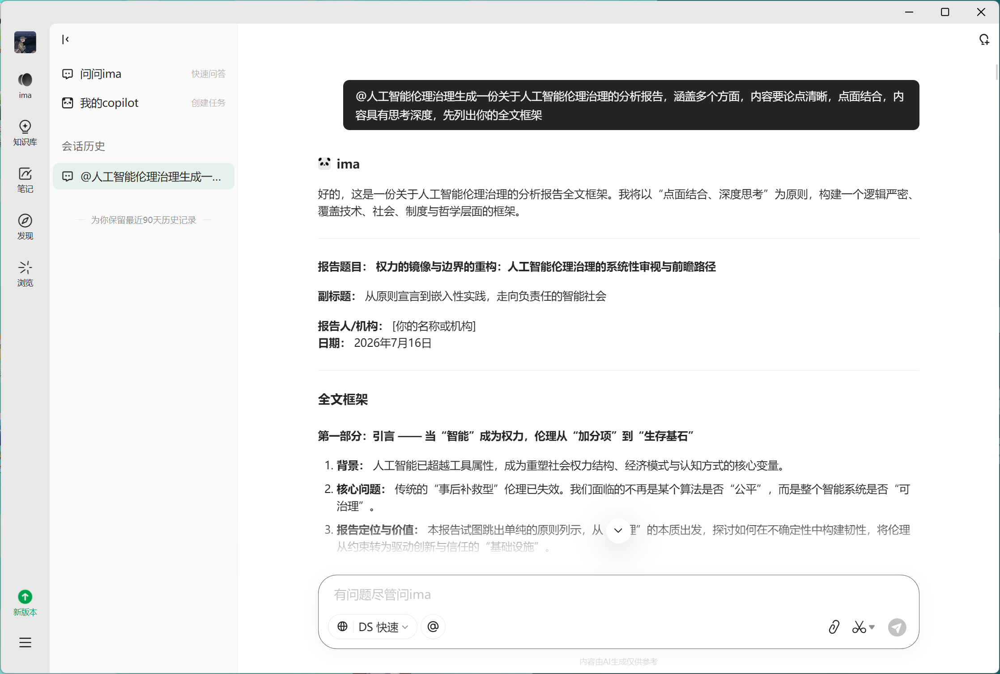 ima
知识库
笔记
发现
浏览
新版本
问问ima 快速问答
我的copilot 创建任务
会话历史
@人工智能伦理治理生成一...
为你保留最近90天历史记录
@人工智能伦理治理生成一份关于人工智能伦理治理的分析报告，涵盖多个方面，内容要论点清晰，点面结合，内
容具有思考深度，先列出你的全文框架
ima
好的，这是一份关于人工智能伦理治理的分析报告全文框架。我将以“点面结合、深度思考”为原则，构建一个逻辑严密、
覆盖技术、社会、制度与哲学层面的框架。
报告题目： 权力的镜像与边界的重构：人工智能伦理治理的系统性审视与前瞻路径
副标题： 从原则宣言到嵌入性实践，走向负责任的智能社会
报告人/机构： [你的名称或机构]
日期： 2026年7月16日
全文框架
第一部分：引言 —— 当“智能”成为权力，伦理从“加分项”到“生存基石”
1. 背景： 人工智能已超越工具属性，成为重塑社会权力结构、经济模式与认知方式的核心变量。
2. 核心问题： 传统的“事后补救型”伦理已失效。我们面临的不再是某个算法是否“公平”，而是整个智能系统是否“可
治理”。
3. 报告定位与价值： 本报告试图跳出单纯的原则列示，从 理”的本质出发，探讨如何在不确定性中构建韧性，将伦理
从约束转为驱动创新与信任的“基础设施”。
有问题尽管问ima
DS 快速
内容由AI生成仅供参考